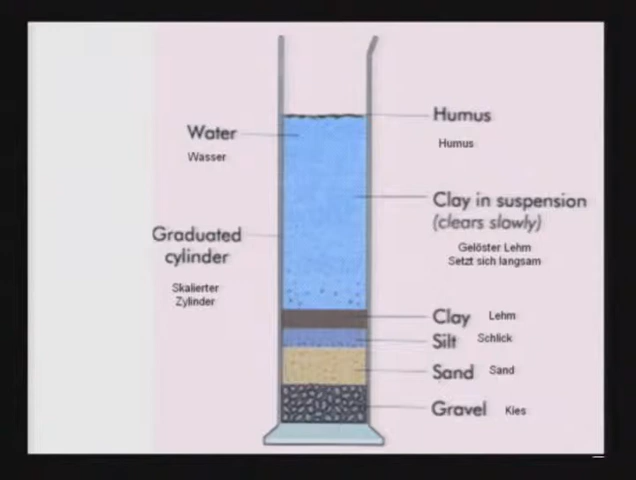 Humus
Humus
Water
Wasser
Clay in suspension
(clears slowly)
Gelöster Lehm
Setzt sich langsam
Graduated
cylinder
Skalierter
Zylinder
Clay Lehm
Silt Schlick
Sand Sand
Gravel Kies